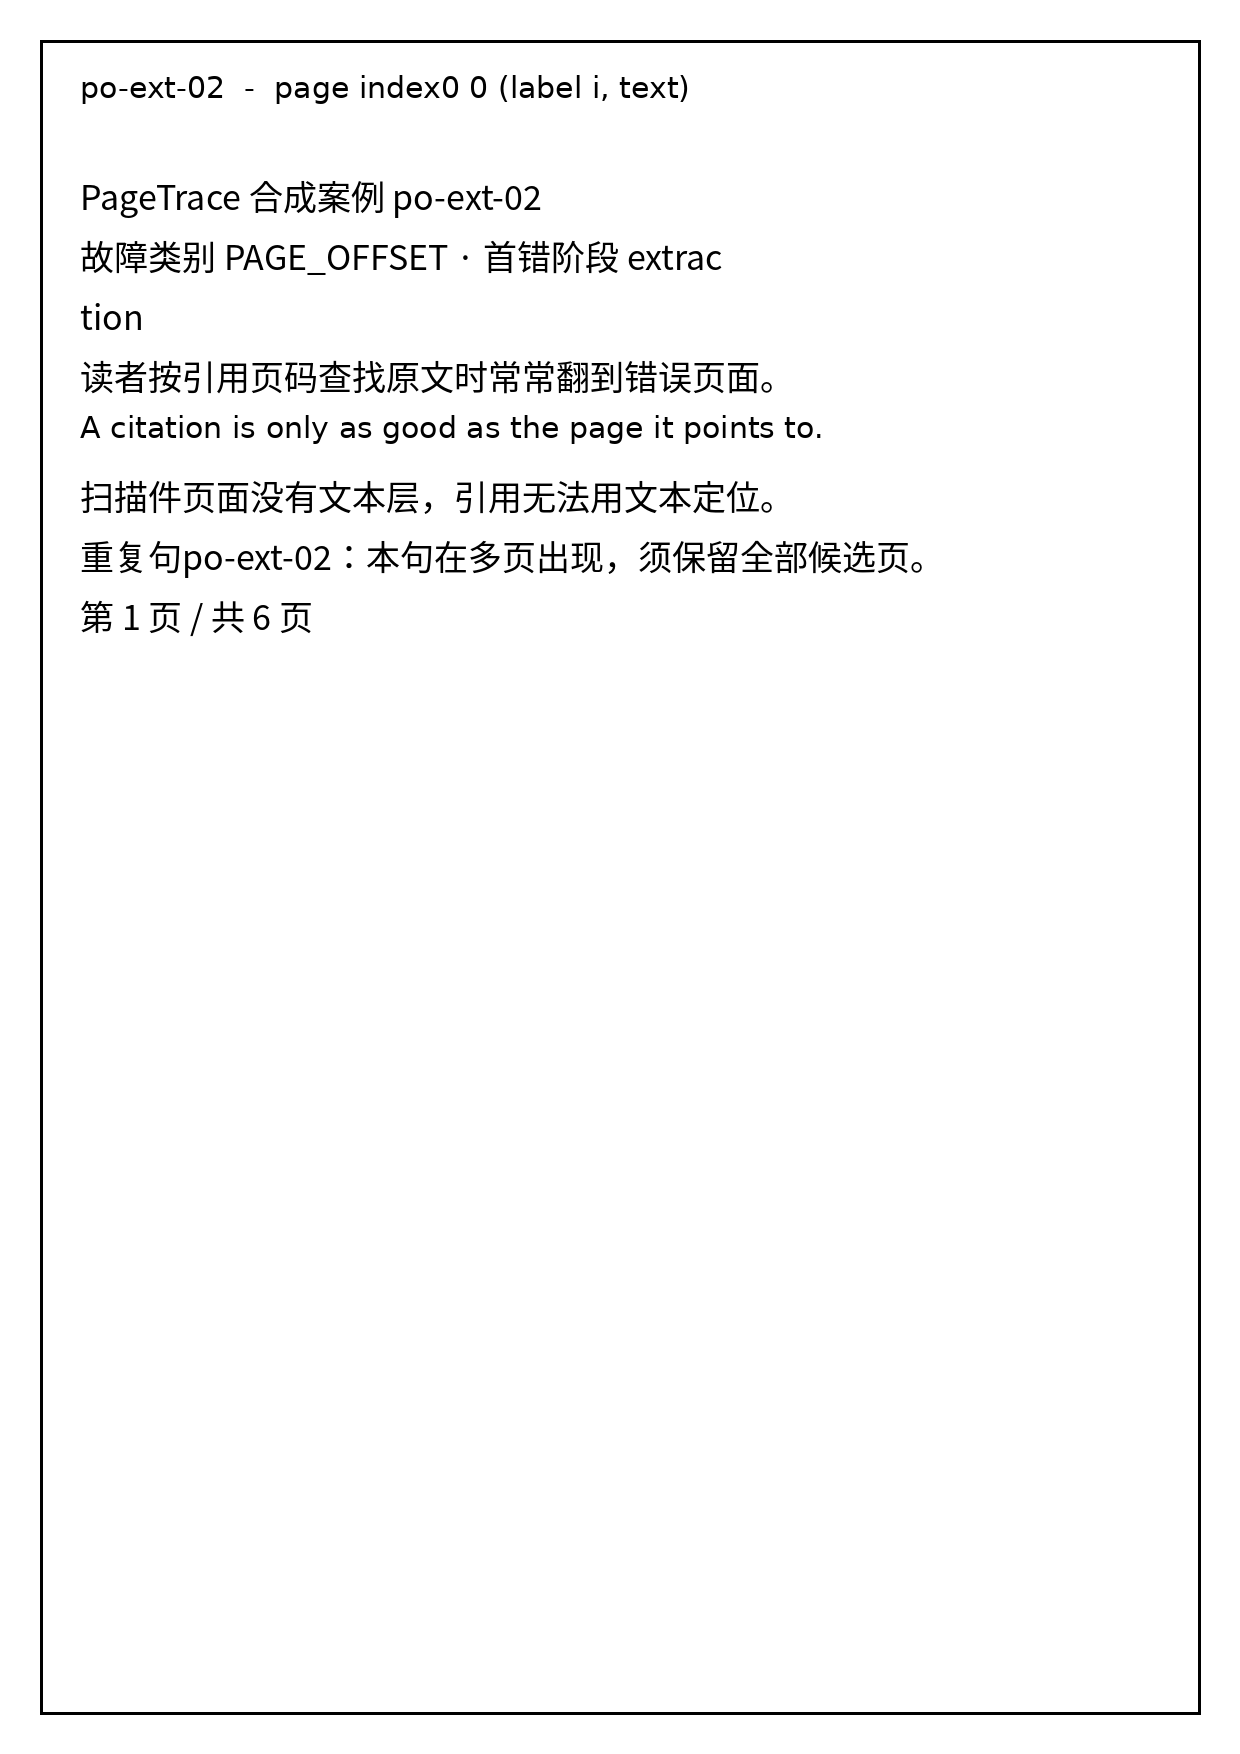 po-ext-02  -  page index0 0 (label i, text)
PageTrace 合成案例 po-ext-02
故障类别 PAGE_OFFSET · 首错阶段 extrac
tion
读者按引用页码查找原文时常常翻到错误页面。
A citation is only as good as the page it points to.
扫描件页面没有文本层，引用无法用文本定位。
重复句po-ext-02：本句在多页出现，须保留全部候选页。
第 1 页 / 共 6 页